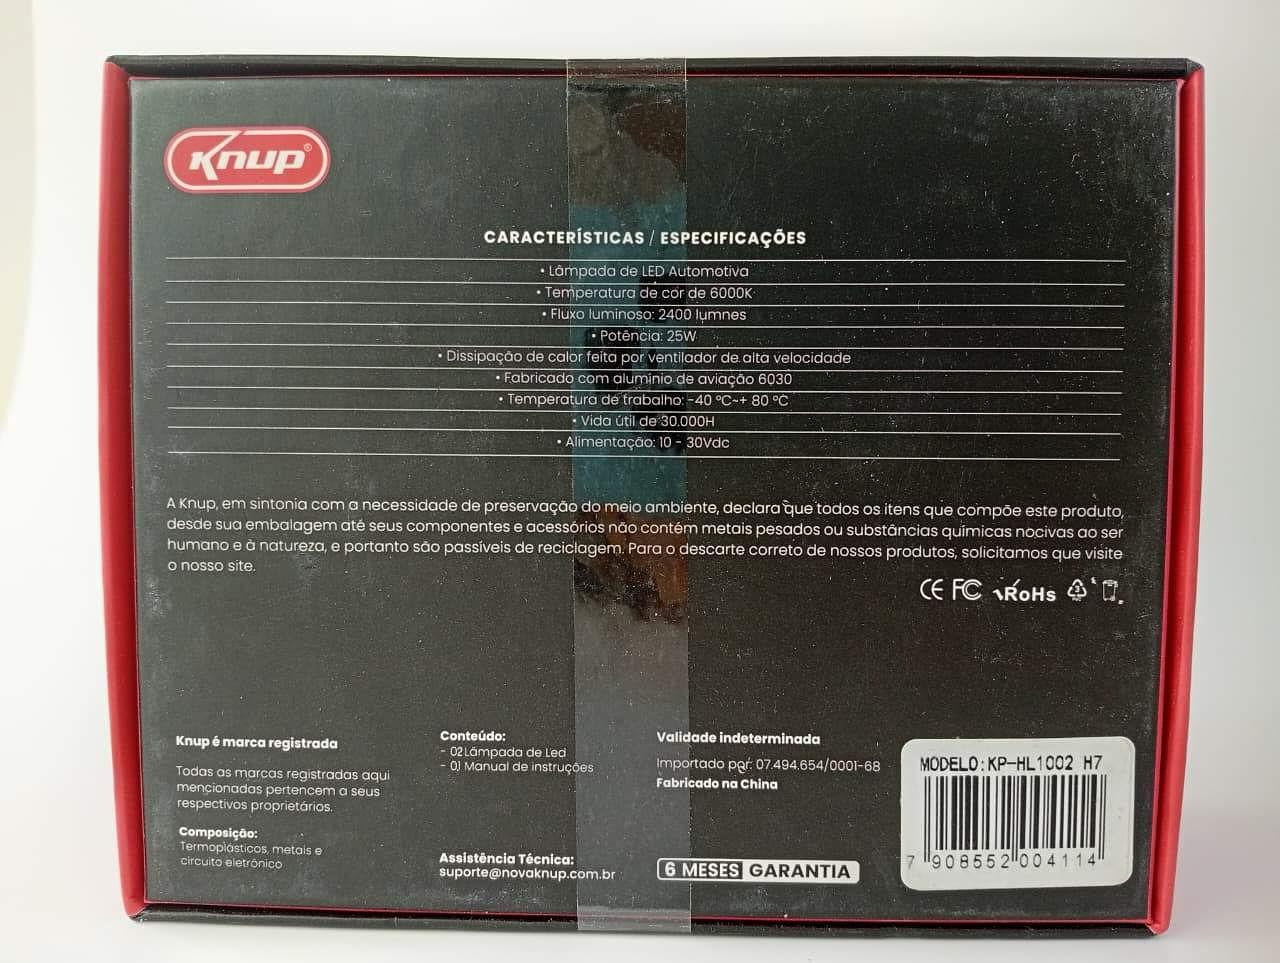 Knup®
CARACTERÍSTICAS / ESPECIFICAÇÕES
• Lâmpada de LED Automotiva
• Temperatura de cor de 6000K
• Fluxo luminoso: 2400 lumnes
• Potência: 25W
• Dissipação de calor feita por ventilador de alta velocidade
• Fabricado com alumínio de aviação 6030
• Temperatura de trabalho: -40 °C~+ 80 °C
• Vida útil de 30.000H
• Alimentação: 10 - 30Vdc
A Knup, em sintonia com a necessidade de preservação do meio ambiente, declara que todos os itens que compõe este produto,
desde sua embalagem até seus componentes e acessórios não contém metais pesados ou substâncias químicas nocivas ao ser
humano e à natureza, e portanto são passíveis de reciclagem. Para o descarte correto de nossos produtos, solicitamos que visite
o nosso site.
CE FC RoHS
Knup é marca registrada
Todas as marcas registradas aqui
mencionadas pertencem a seus
respectivos proprietários.
Composição:
Termoplásticos, metais e
circuito eletrónico
Conteúdo:
- 02 Lâmpada de Led
- 01 Manual de instruções
Assistência Técnica:
suporte@novaknup.com.br
Validade indeterminada
Importado por: 07.494.654/0001-68
Fabricado na China
6 MESES GARANTIA
MODELO:KP-HL1002 H7
7 908552 004114